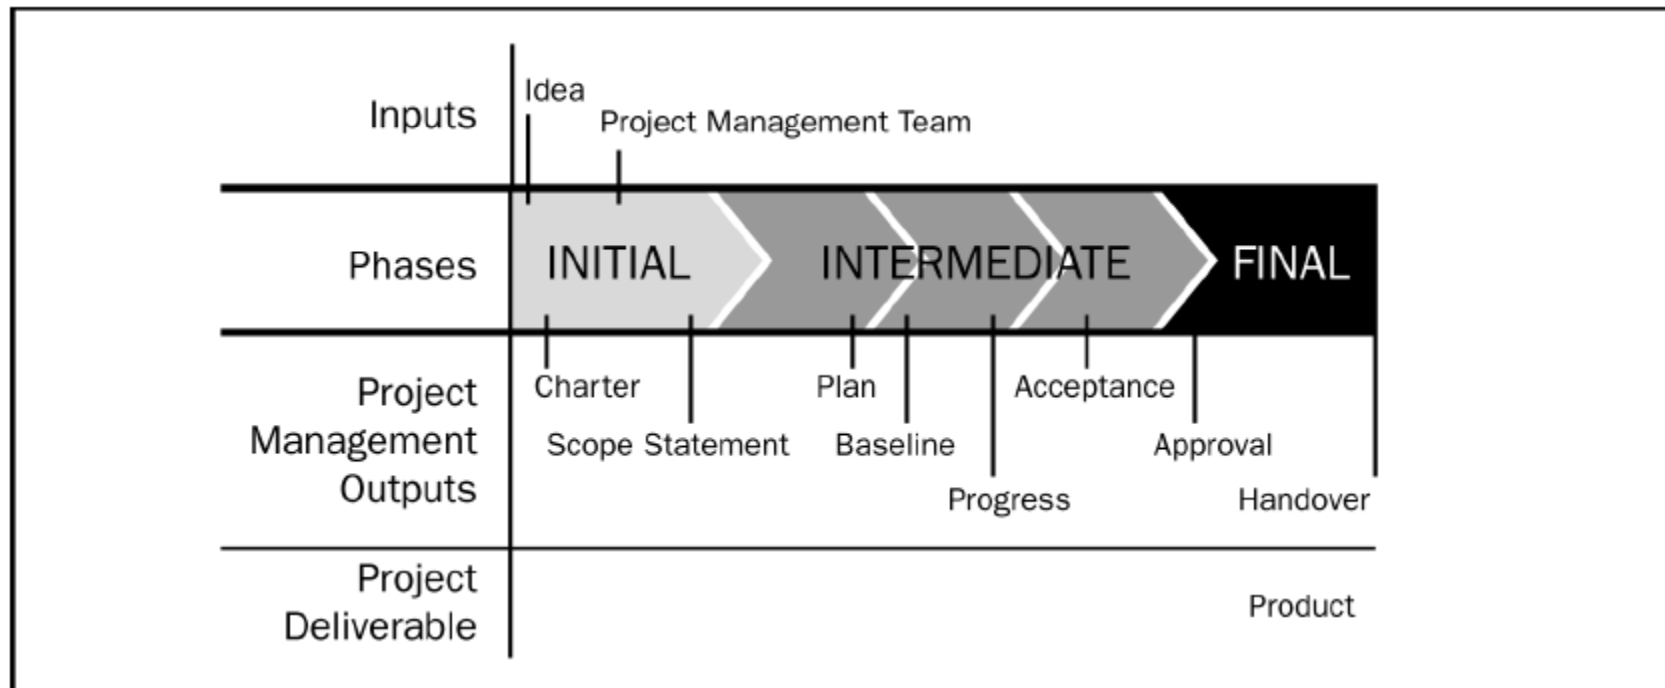 Inputs
Idea
Project Management Team
Phases
INITIAL
INTERMEDIATE
FINAL
Project
Management
Outputs
Charter
Plan
Acceptance
Scope Statement
Baseline
Approval
Progress
Handover
Project
Deliverable
Product